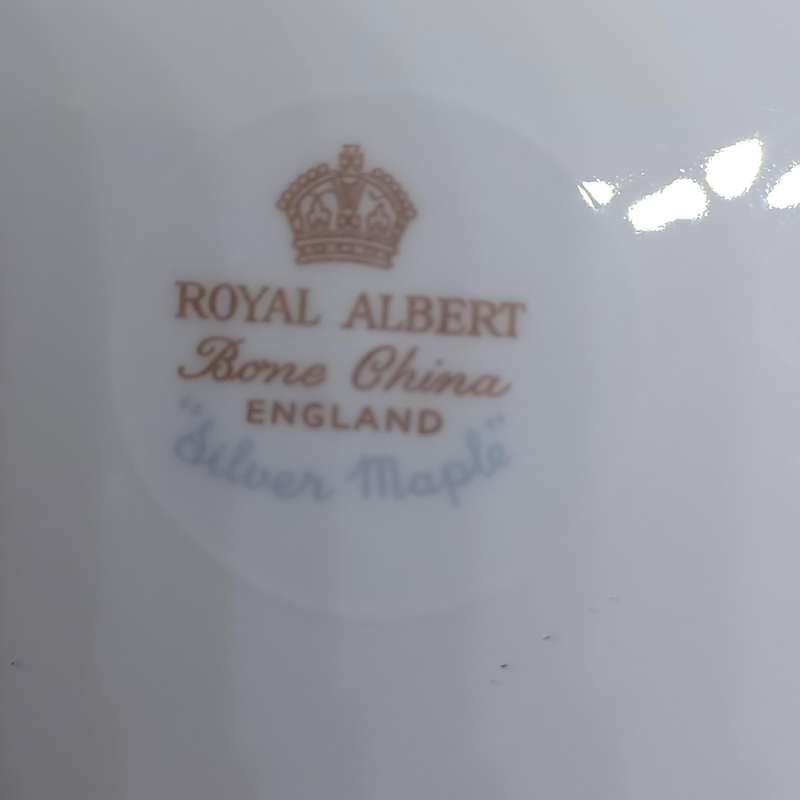 ROYAL ALBERT
Bone China
ENGLAND
"Silver Maple"